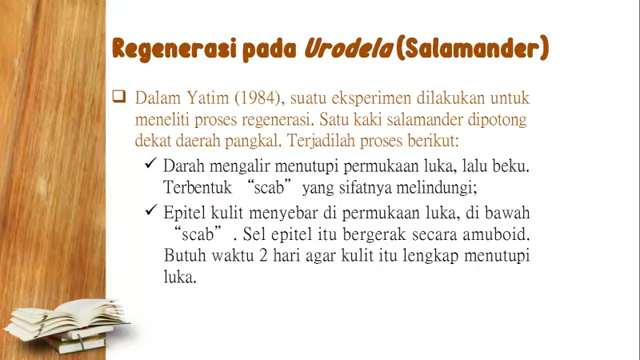 Regenerasi pada Urodela (Salamander)
Dalam Yatim (1984), suatu eksperimen dilakukan untuk
meneliti proses regenerasi. Satu kaki salamander dipotong
dekat daerah pangkal. Terjadilah proses berikut:
Darah mengalir menutupi permukaan luka, lalu beku.
Terbentuk “scab” yang sifatnya melindungi;
Epitel kulit menyebar di permukaan luka, di bawah
“scab” . Sel epitel itu bergerak secara amuboid.
Butuh waktu 2 hari agar kulit itu lengkap menutupi
luka.